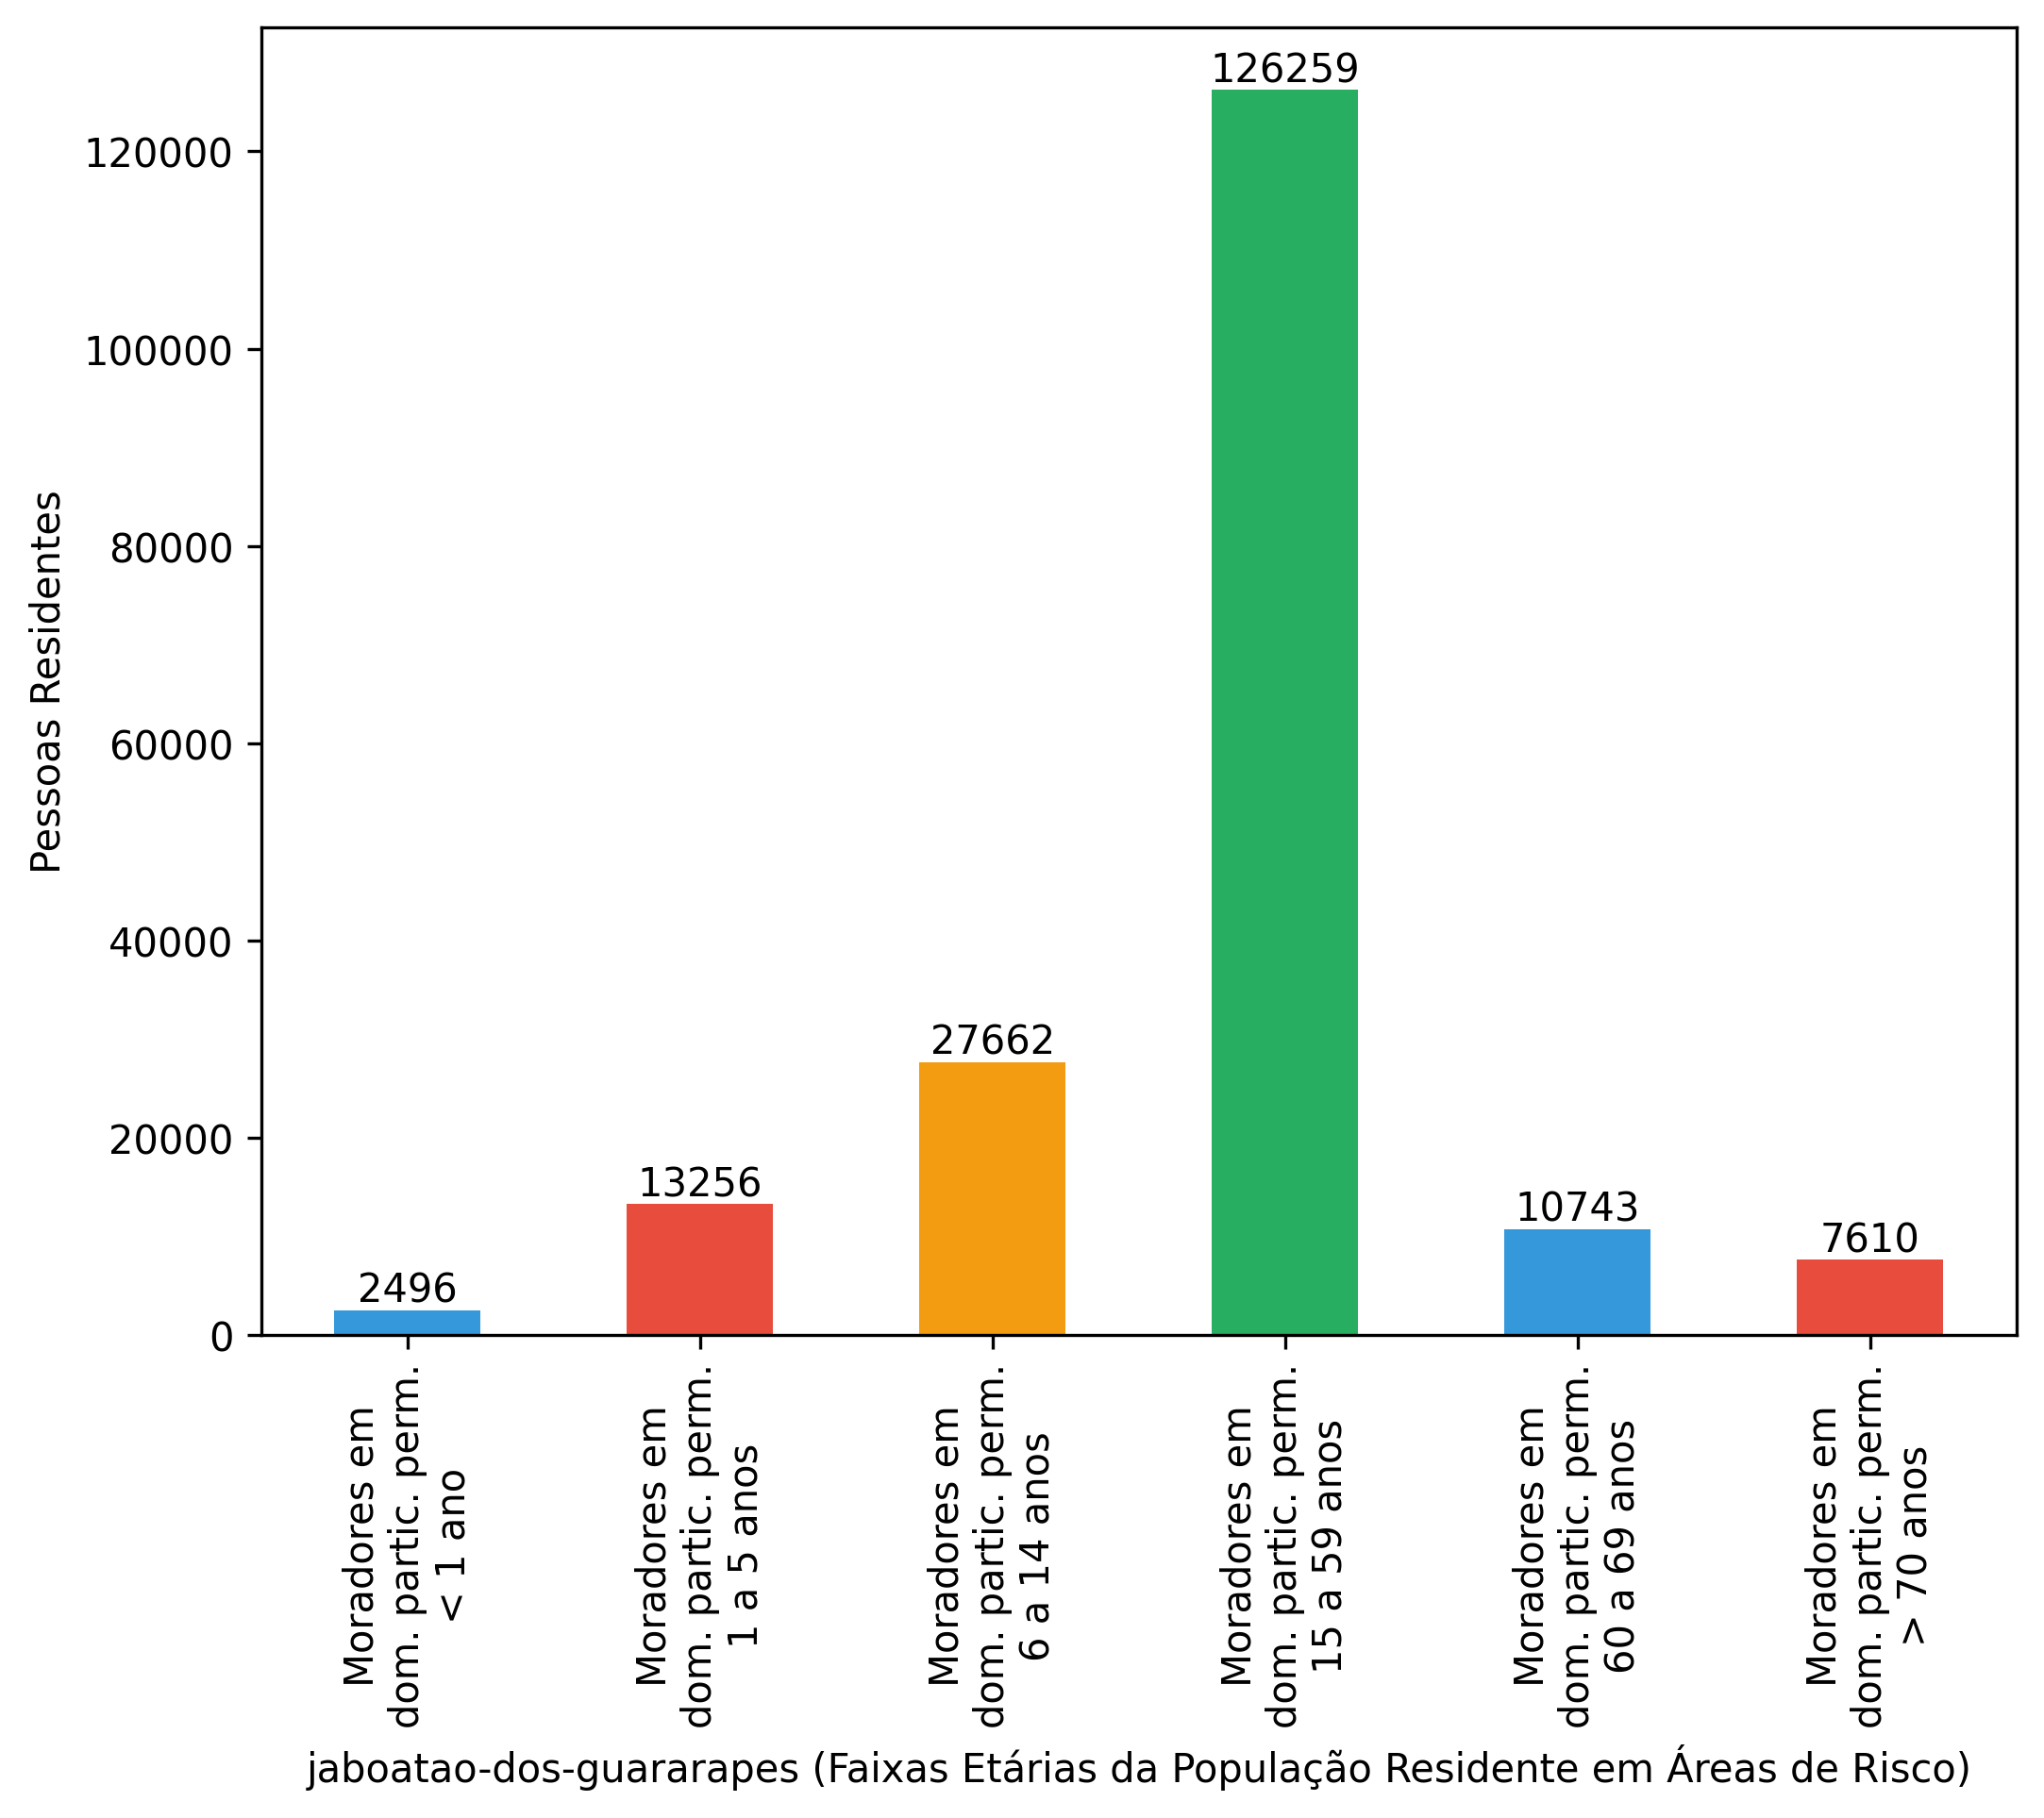 126259
120000
100000
80000
60000
40000
20000
0
Pessoas Residentes
2496
13256
27662
10743
7610
Moradores em
dom. partic. perm.
< 1 ano
Moradores em
dom. partic. perm.
1 a 5 anos
Moradores em
dom. partic. perm.
6 a 14 anos
Moradores em
dom. partic. perm.
15 a 59 anos
Moradores em
dom. partic. perm.
60 a 69 anos
Moradores em
dom. partic. perm.
> 70 anos
jaboatao-dos-guararapes (Faixas Etárias da População Residente em Áreas de Risco)